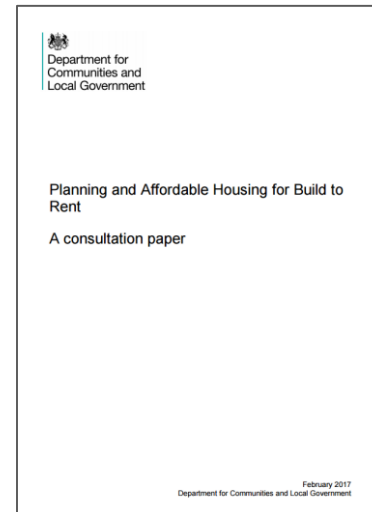 Department for
Communities and
Local Government
Planning and Affordable Housing for Build to
Rent
A consultation paper
February 2017
Department for Communities and Local Government